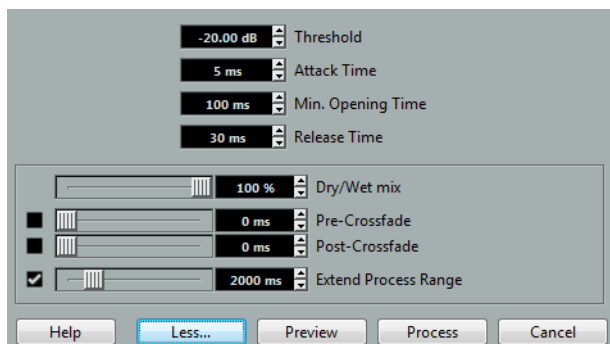 -20.00 dB Threshold
5 ms Attack Time
100 ms Min. Opening Time
30 ms Release Time
100 % Dry/Wet mix
0 ms Pre-Crossfade
0 ms Post-Crossfade
2000 ms Extend Process Range
Help Less... Preview Process Cancel